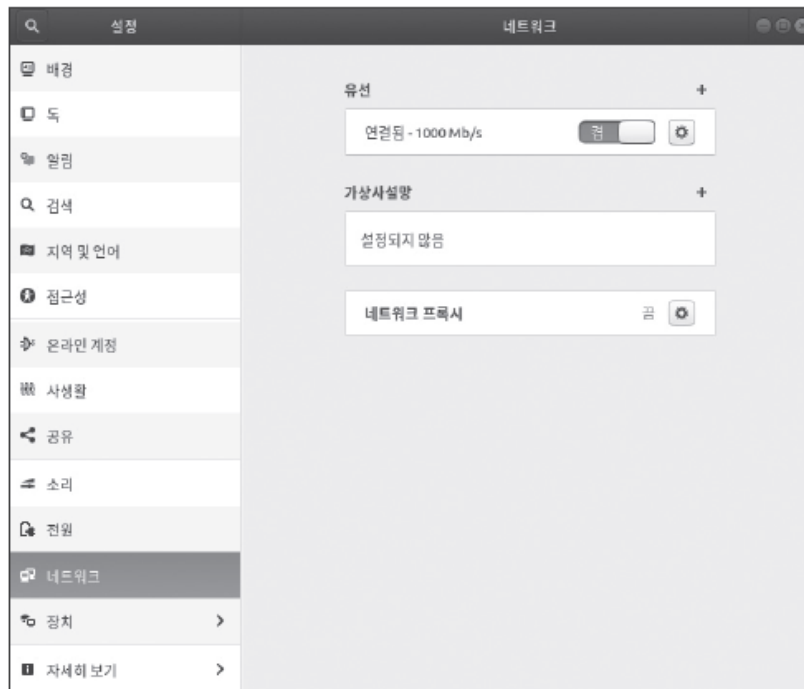 설정
네트워크
배경
독
알림
검색
지역 및 언어
접근성
온라인 계정
사생활
공유
소리
전원
네트워크
장치
자세히 보기
유선
연결됨 - 1000 Mb/s
켬
가상사설망
설정되지 않음
네트워크 프록시
끔